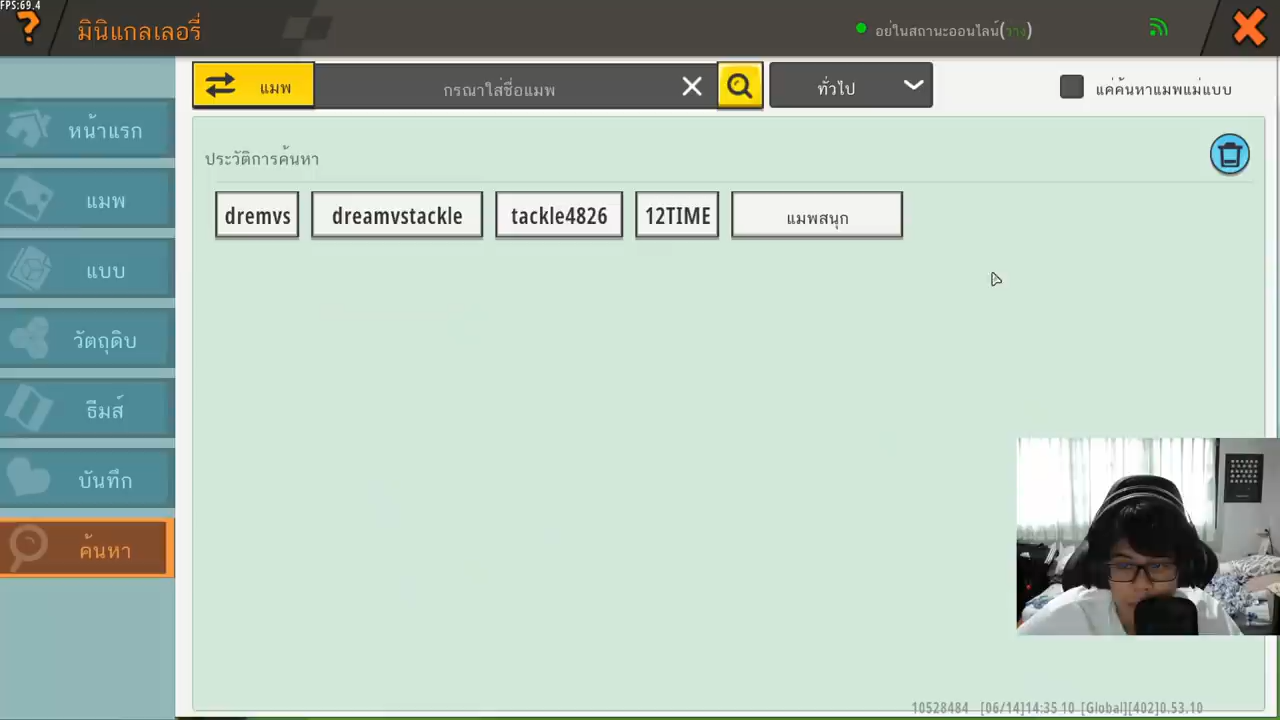 FPS:69.4
มินิแกลเลอรี่
อยู่ในสถานะออนไลน์(ว่าง)
แมพ
กรุณาใส่ชื่อแมพ
ทั่วไป
แค่ค้นหาแมพแม่แบบ
หน้าแรก
แมพ
แบบ
วัตถุดิบ
ธีมส์
บันทึก
ค้นหา
ประวัติการค้นหา
dremvs
dreamvstackle
tackle4826
12TIME
แมพสนุก
10528484 [06/14]14:35 10 [Global][402]0.53.10